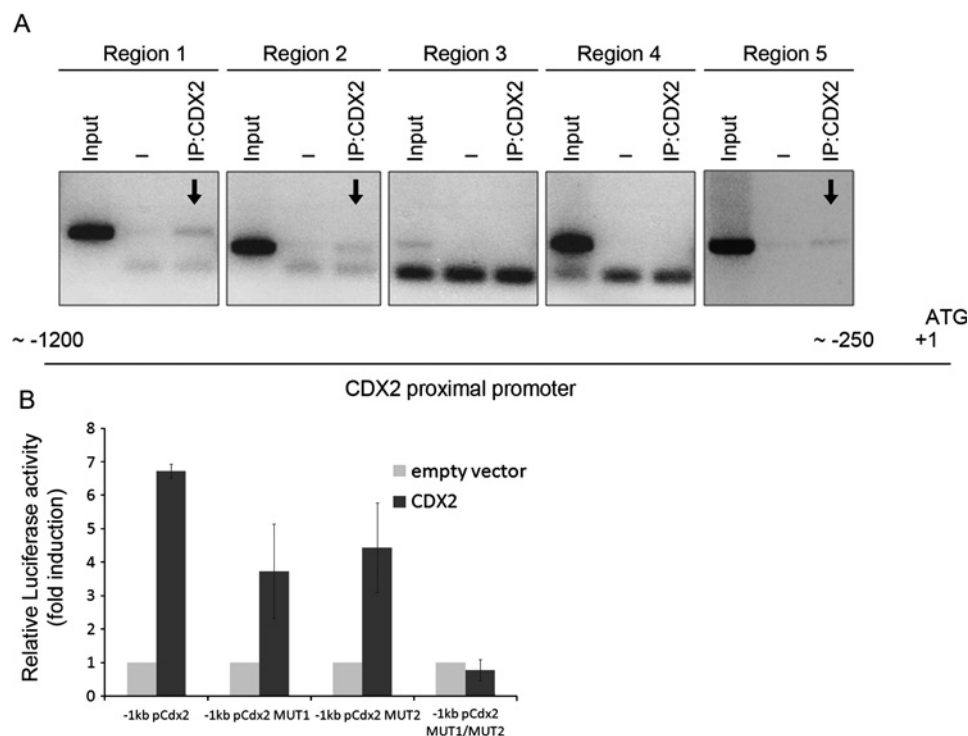 A
Region 1 Region 2 Region 3 Region 4 Region 5
Input – IP:CDX2 Input – IP:CDX2 Input – IP:CDX2 Input – IP:CDX2 Input – IP:CDX2
ATG
~ -1200 ~ -250 +1
CDX2 proximal promoter
B
Relative Luciferase activity
(fold induction)
8
7
6
5
4
3
2
1
0
empty vector
CDX2
-1kb pCdx2 -1kb pCdx2 MUT1 -1kb pCdx2 MUT2 -1kb pCdx2
MUT1/MUT2